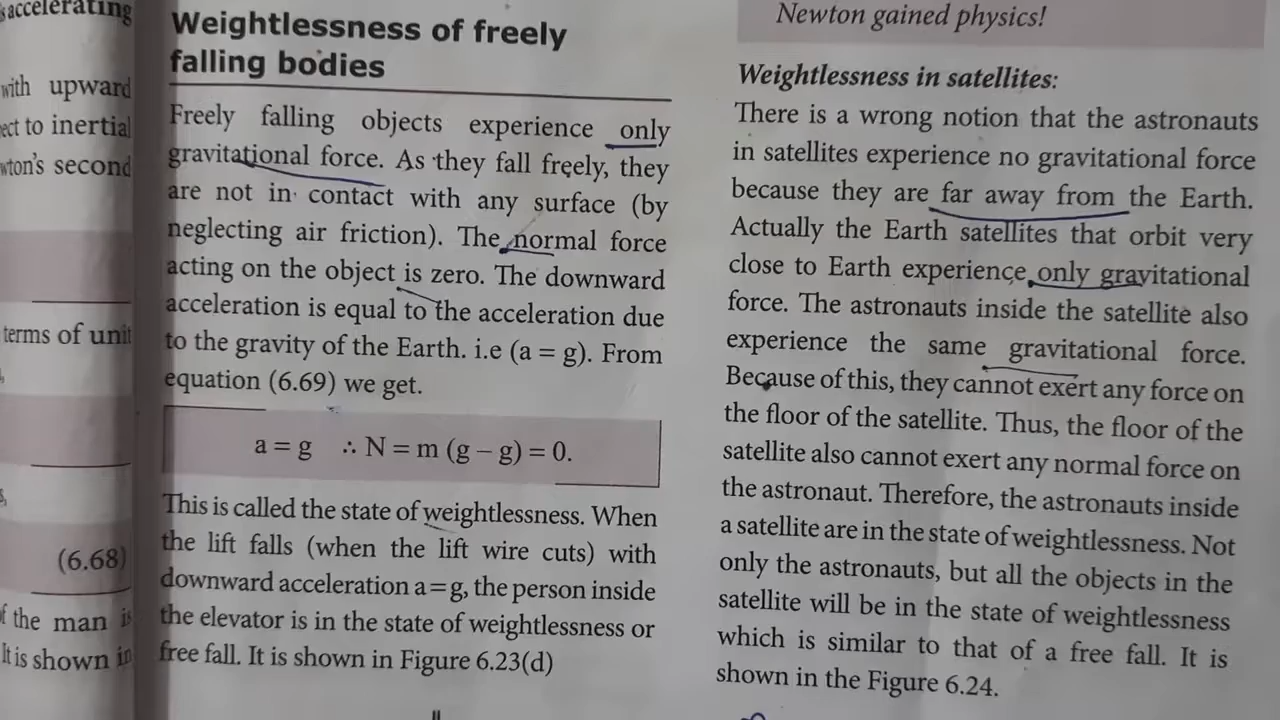 s accelerating
with upward
ect to inertial
wton's second
terms of unit
s,
(6.68)
f the man is
It is shown in
Weightlessness of freely
falling bodies
Freely falling objects experience only
gravitational force. As they fall freely, they
are not in contact with any surface (by
neglecting air friction). The normal force
acting on the object is zero. The downward
acceleration is equal to the acceleration due
to the gravity of the Earth. i.e (a = g). From
equation (6.69) we get.
a = g ∴ N = m (g – g) = 0.
This is called the state of weightlessness. When
the lift falls (when the lift wire cuts) with
downward acceleration a=g, the person inside
the elevator is in the state of weightlessness or
free fall. It is shown in Figure 6.23(d)
Newton gained physics!
Weightlessness in satellites:
There is a wrong notion that the astronauts
in satellites experience no gravitational force
because they are far away from the Earth.
Actually the Earth satellites that orbit very
close to Earth experience only gravitational
force. The astronauts inside the satellite also
experience the same gravitational force.
Because of this, they cannot exert any force on
the floor of the satellite. Thus, the floor of the
satellite also cannot exert any normal force on
the astronaut. Therefore, the astronauts inside
a satellite are in the state of weightlessness. Not
only the astronauts, but all the objects in the
satellite will be in the state of weightlessness
which is similar to that of a free fall. It is
shown in the Figure 6.24.